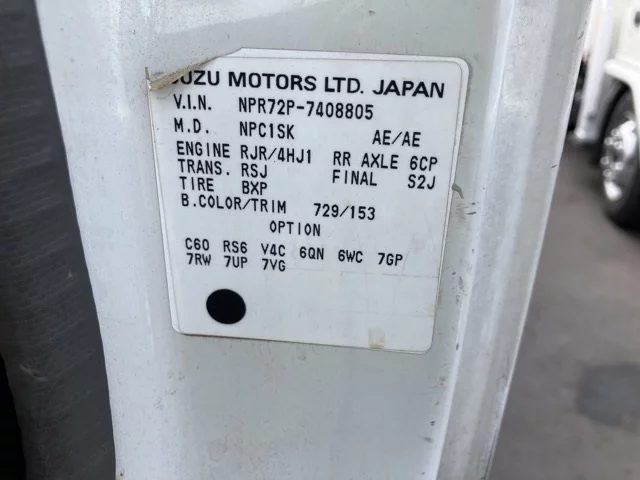 UZU MOTORS LTD. JAPAN
V.I.N. NPR72P-7408805
M.D. NPC1SK AE/AE
ENGINE RJR/4HJ1 RR AXLE 6CP
TRANS. RSJ FINAL S2J
TIRE BXP
B.COLOR/TRIM 729/153
OPTION
C60 RS6 V4C 6QN 6WC 7GP
7RW 7UP 7VG